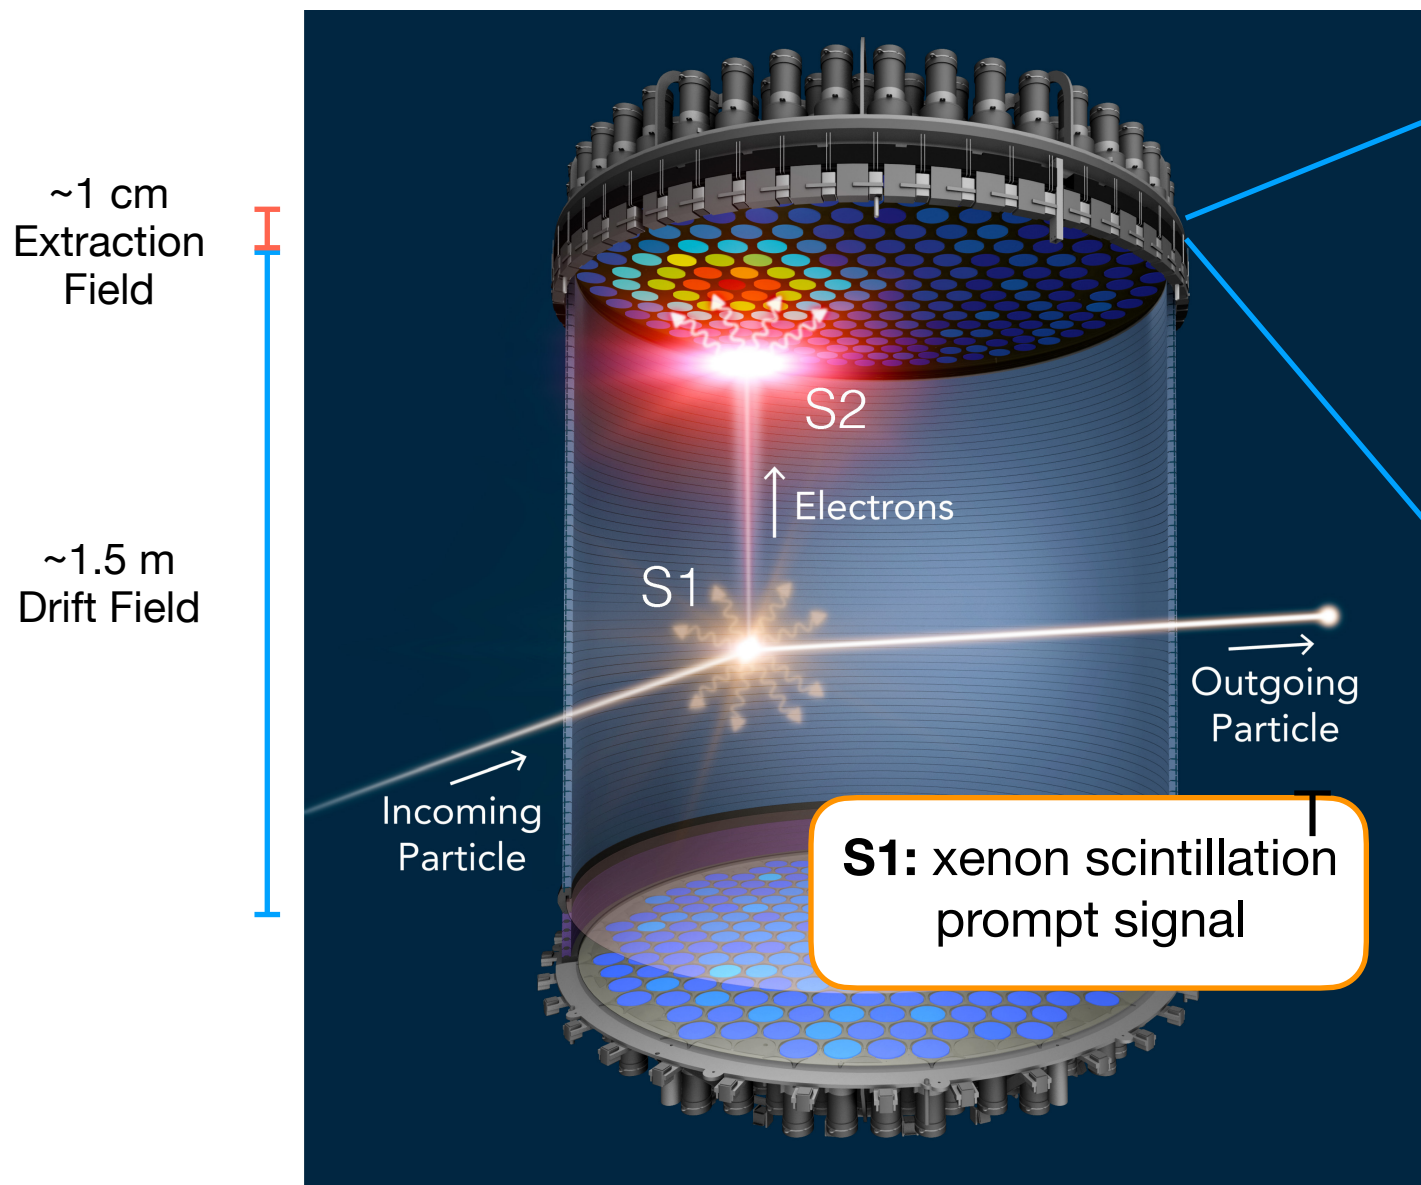 ~1 cm
Extraction
Field
~1.5 m
Drift Field
S2
Electrons
S1
Outgoing
Particle
Incoming
Particle
S1: xenon scintillation
prompt signal